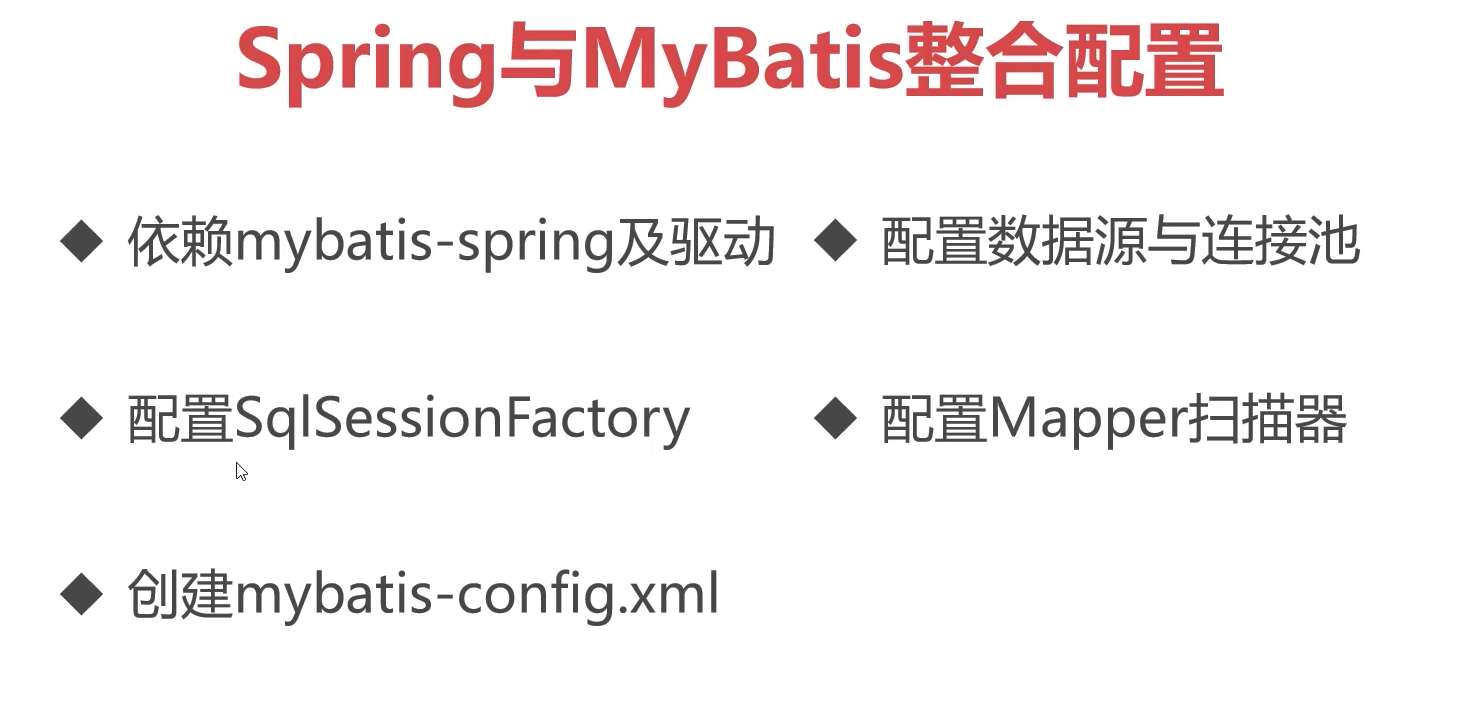 Spring与MyBatis整合配置
◆ 依赖mybatis-spring及驱动 ◆ 配置数据源与连接池
◆ 配置SqlSessionFactory ◆ 配置Mapper扫描器
◆ 创建mybatis-config.xml